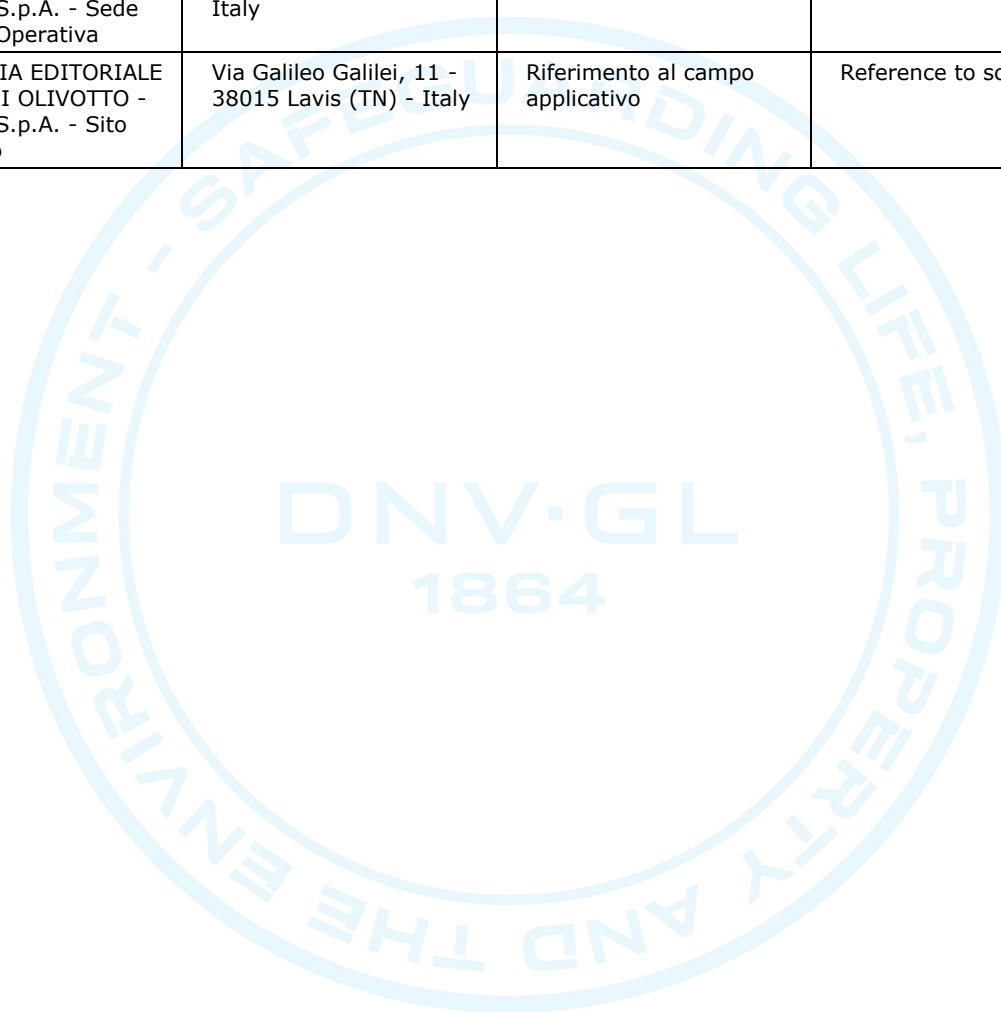 S.p.A. - Sede
Operativa
Italy
IA EDITORIALE
I OLIVOTTO -
S.p.A. - Sito
Via Galileo Galilei, 11 -
38015 Lavis (TN) - Italy
Riferimento al campo
applicativo
Reference to
SAFEGUARDING LIFE, PROPERTY AND THE ENVIRONMENT -
DNV·GL
1864